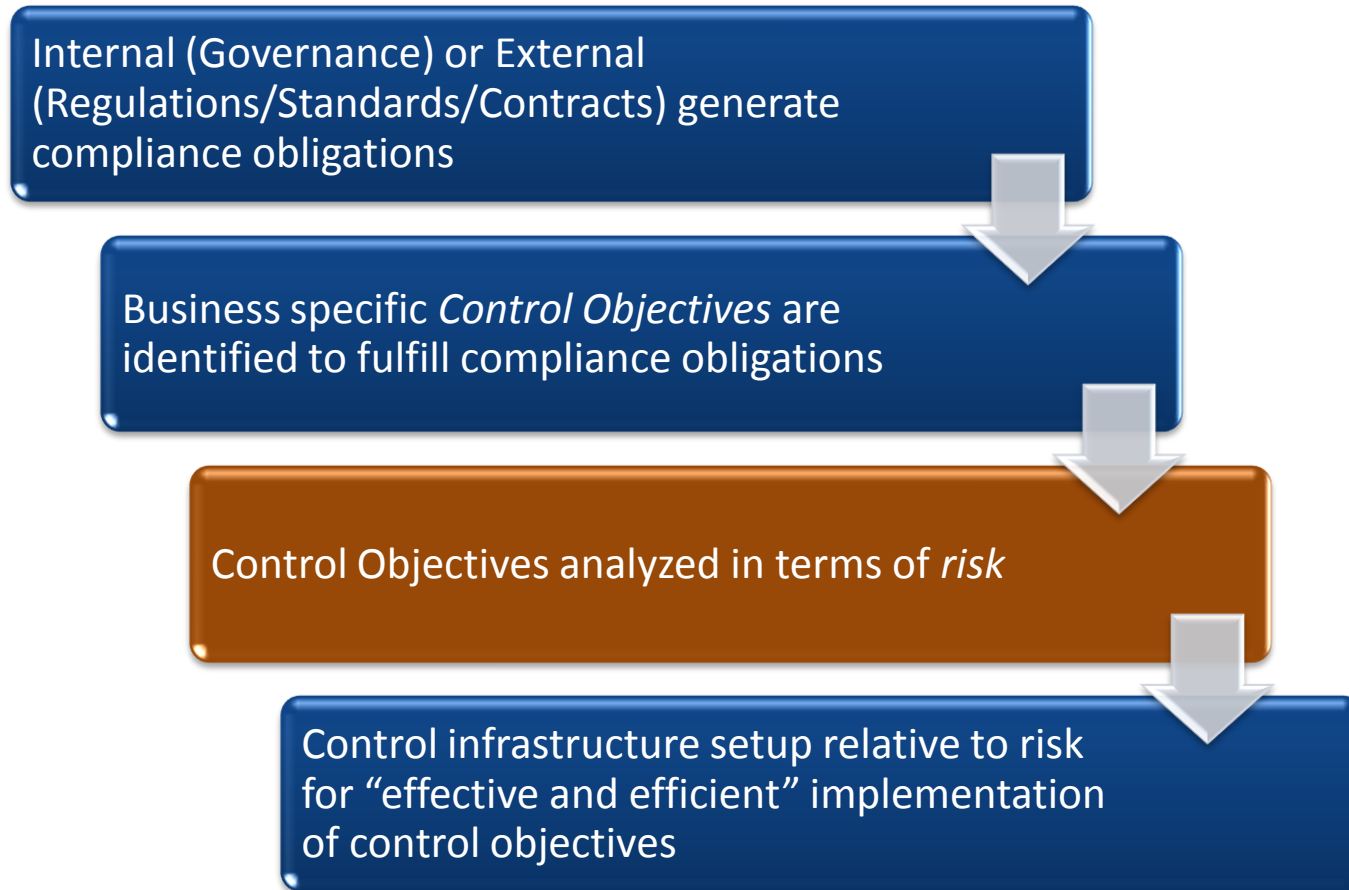 Internal (Governance) or External
(Regulations/Standards/Contracts) generate
compliance obligations
Business specific Control Objectives are
identified to fulfill compliance obligations
Control Objectives analyzed in terms of risk
Control infrastructure setup relative to risk
for “effective and efficient” implementation
of control objectives